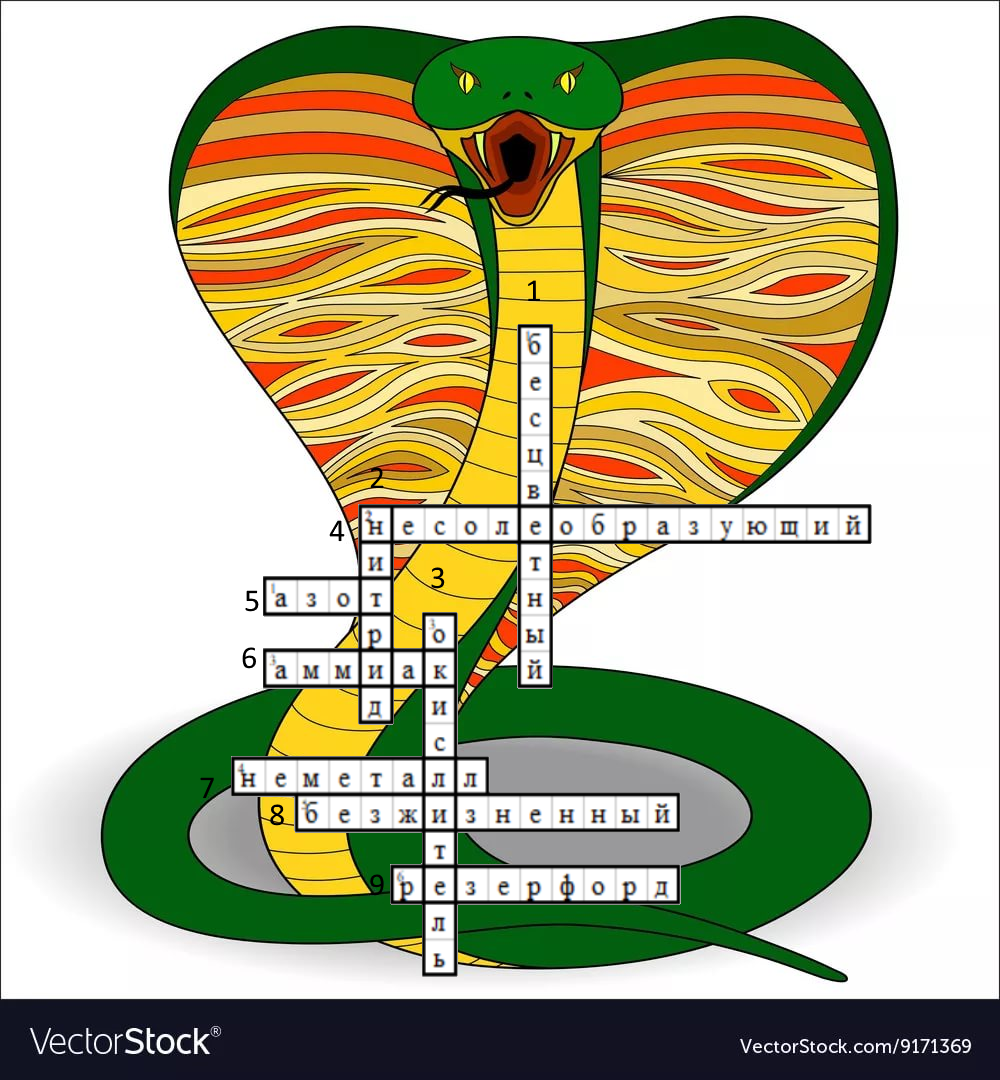 1
бесцветный
2
4 несолеобразующий
нитрид
3
5 азот
окислитель
6 аммиак
7 неметалл
8 безжизненный
9 резерфорд
VectorStock®
VectorStock.com/9171369